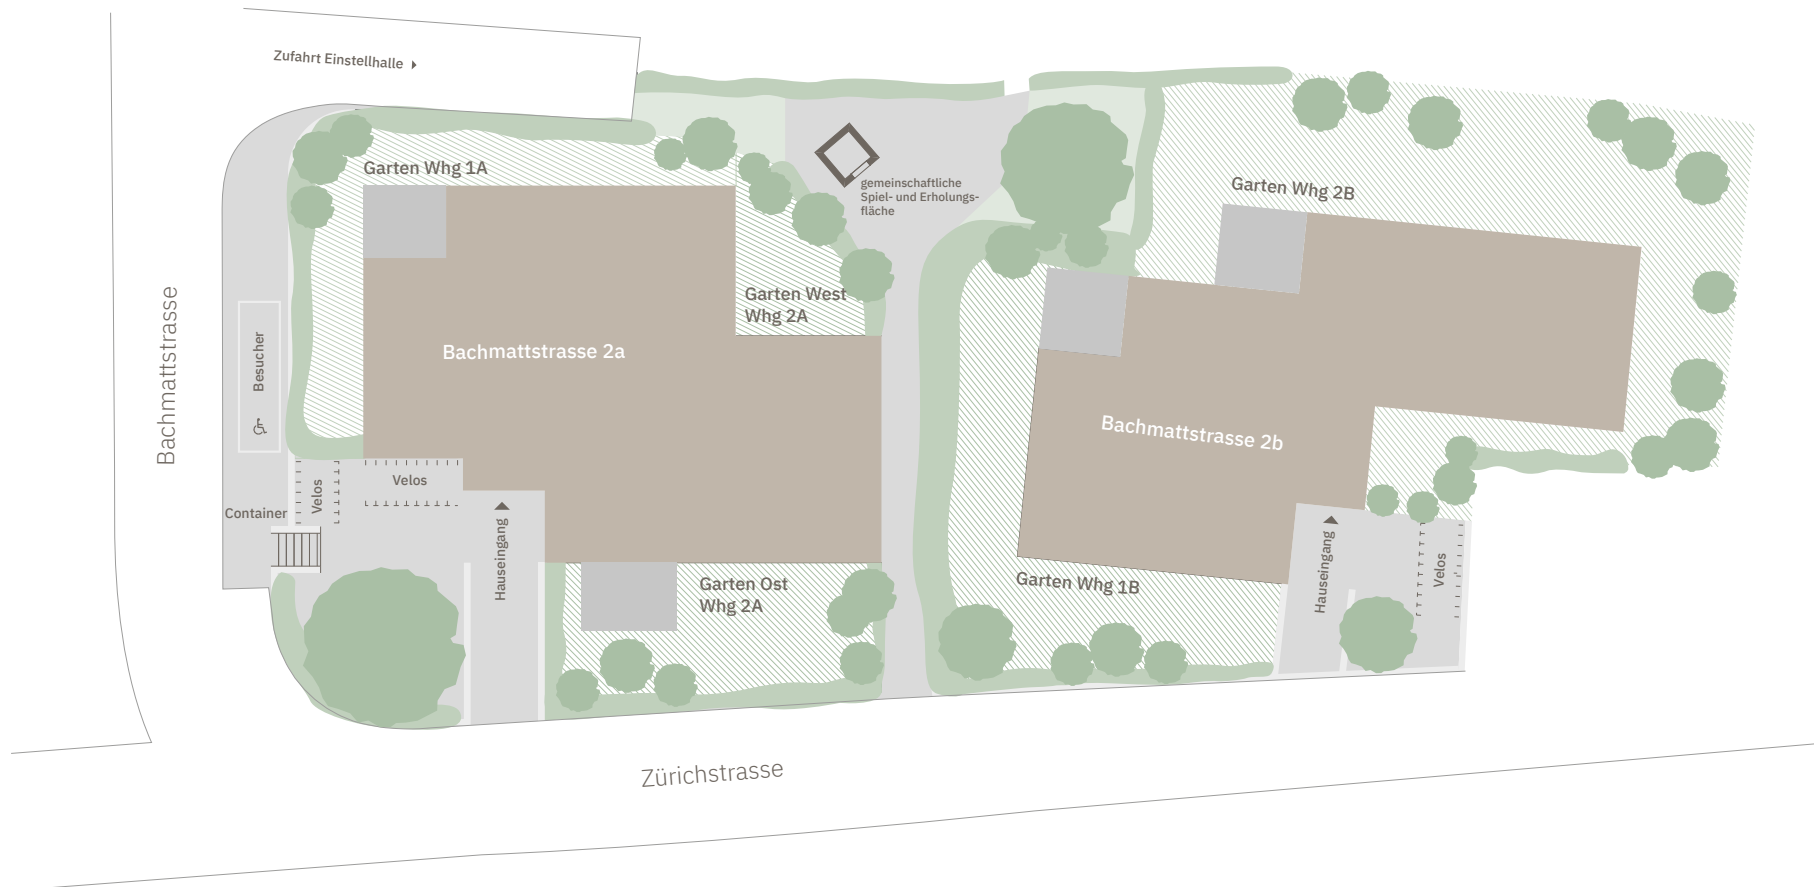 Zufahrt Einstellhalle
Garten Whg 1A
gemeinschaftliche
Spiel- und Erholungs-
fläche
Garten Whg 2B
Garten West
Whg 2A
Bachmattstrasse 2a
Bachmattstrasse
Besucher
Bachmattstrasse 2b
Velos
Velos
Container
Hauseingang
Garten Ost
Whg 2A
Garten Whg 1B
Hauseingang
Velos
Zürichstrasse